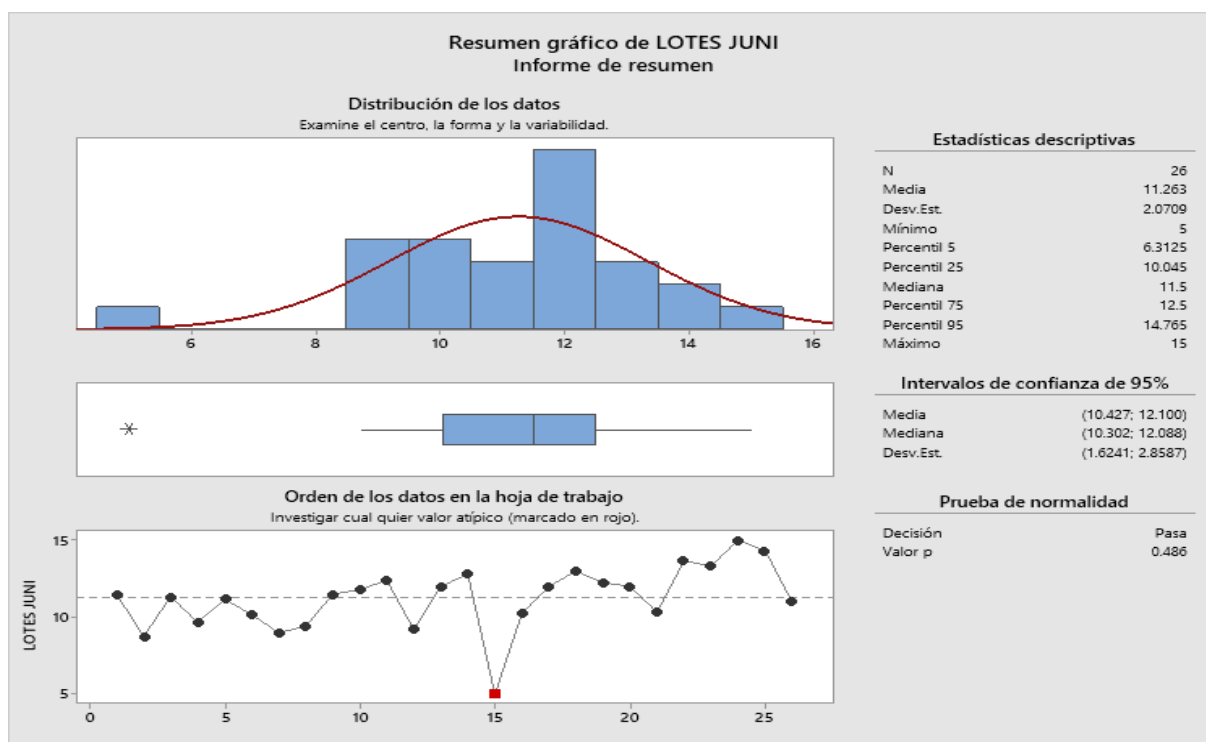 Resumen gráfico de LOTES JUNI
Informe de resumen
Distribución de los datos
Examine el centro, la forma y la variabilidad.
6 8 10 12 14 16
Orden de los datos en la hoja de trabajo
Investigar cual quier valor atípico (marcado en rojo).
LOTES JUNI
15
10
5
0 5 10 15 20 25
Estadísticas descriptivas
N 26
Media 11.263
Desv.Est. 2.0709
Mínimo 5
Percentil 5 6.3125
Percentil 25 10.045
Mediana 11.5
Percentil 75 12.5
Percentil 95 14.765
Máximo 15
Intervalos de confianza de 95%
Media (10.427; 12.100)
Mediana (10.302; 12.088)
Desv.Est. (1.6241; 2.8587)
Prueba de normalidad
Decisión Pasa
Valor p 0.486